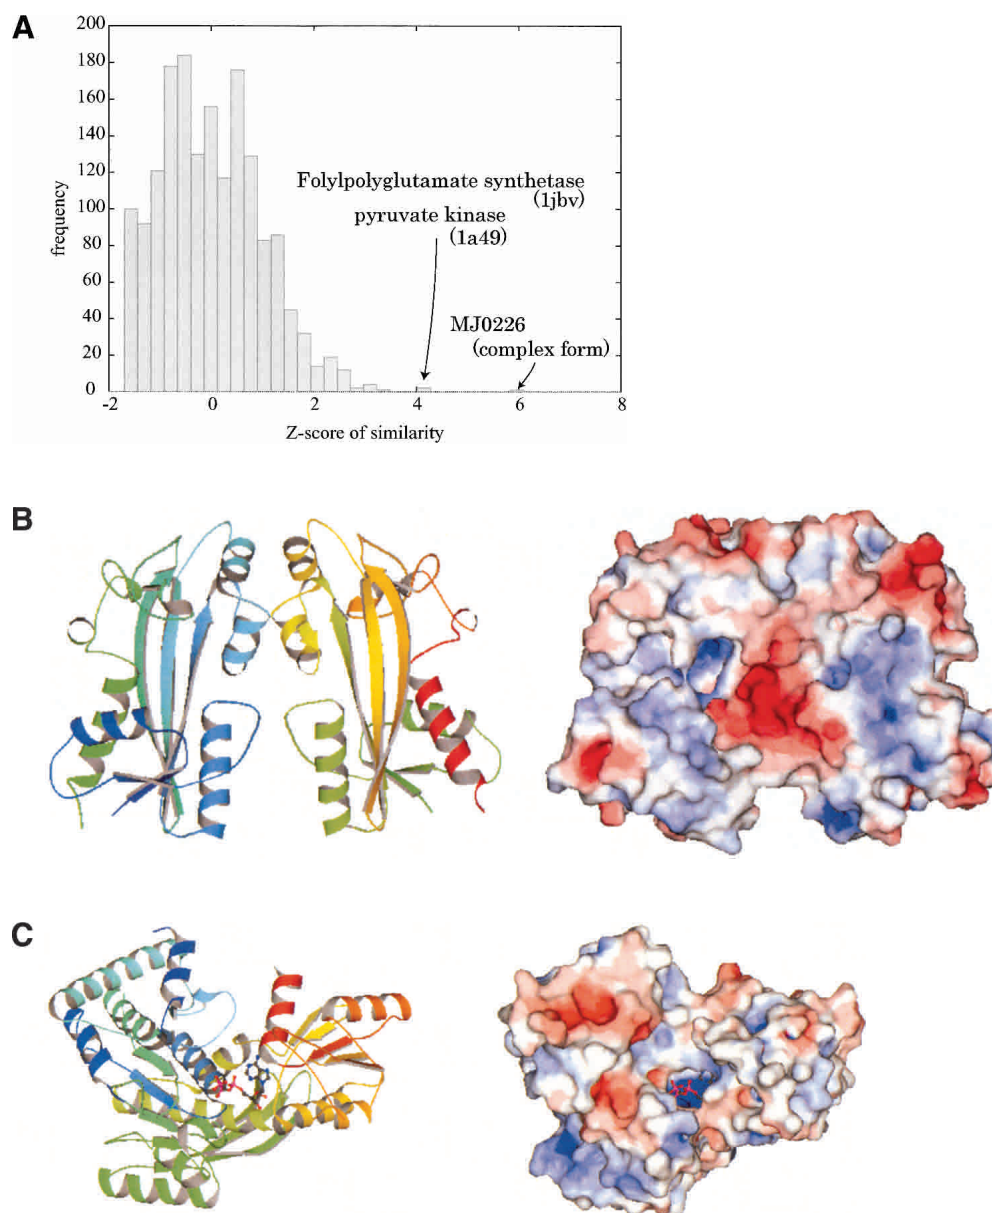 A
200
180
160
140
120
100
80
60
40
20
0
frequency
Folylpolyglutamate synthetase
(1jbv)
pyruvate kinase
(1a49)
MJ0226
(complex form)
-2
0
2
4
6
8
Z-score of similarity
B
C